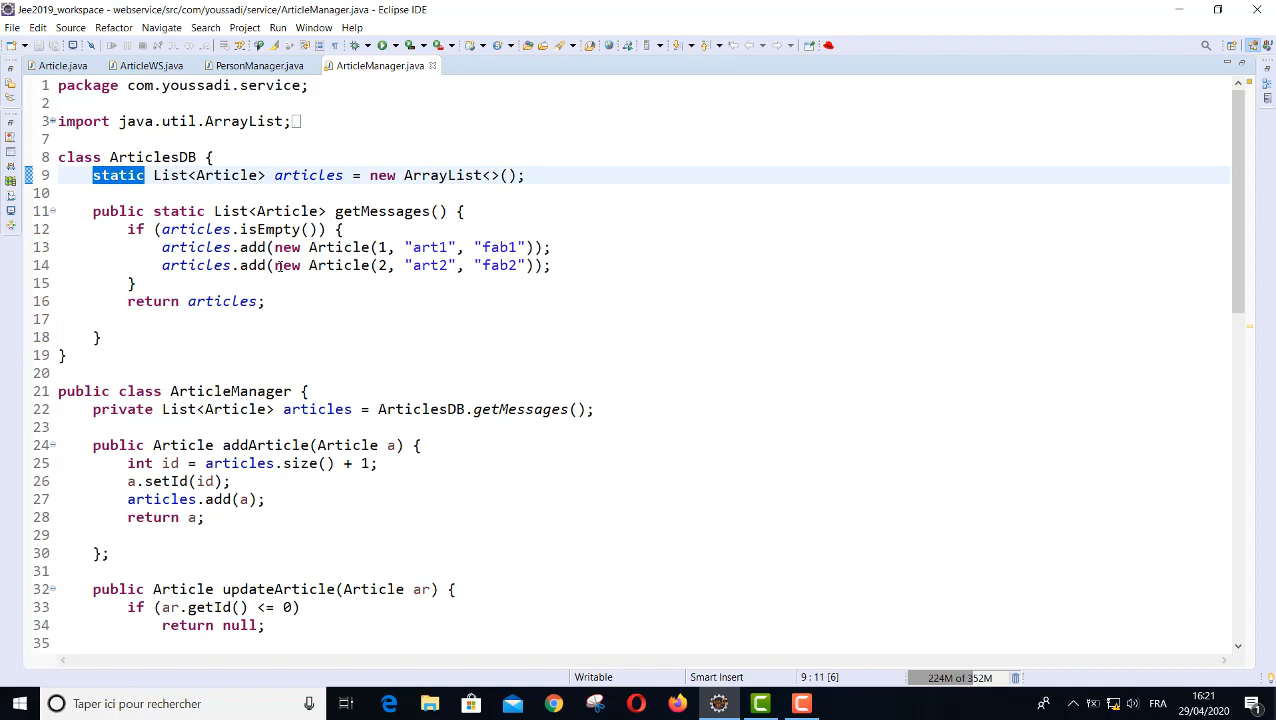 Jee2019_workspace - webservice/src/com/youssadi/service/ArticleManager.java - Eclipse IDE
File Edit Source Refactor Navigate Search Project Run Window Help
Article.java ArticleWS.java PersonManager.java ArticleManager.java
1 package com.youssadi.service;
2
3 import java.util.ArrayList;
7
8 class ArticlesDB {
9 static List<Article> articles = new ArrayList<>();
10
11 public static List<Article> getMessages() {
12 if (articles.isEmpty()) {
13 articles.add(new Article(1, "art1", "fab1"));
14 articles.add(new Article(2, "art2", "fab2"));
15 }
16 return articles;
17
18 }
19 }
20
21 public class ArticleManager {
22 private List<Article> articles = ArticlesDB.getMessages();
23
24 public Article addArticle(Article a) {
25 int id = articles.size() + 1;
26 a.setId(id);
27 articles.add(a);
28 return a;
29
30 };
31
32 public Article updateArticle(Article ar) {
33 if (ar.getId() <= 0)
34 return null;
35
Writable Smart Insert 9 : 11 [6] 224M of 352M
Taper ici pour rechercher FRA 16:21
29/04/2020